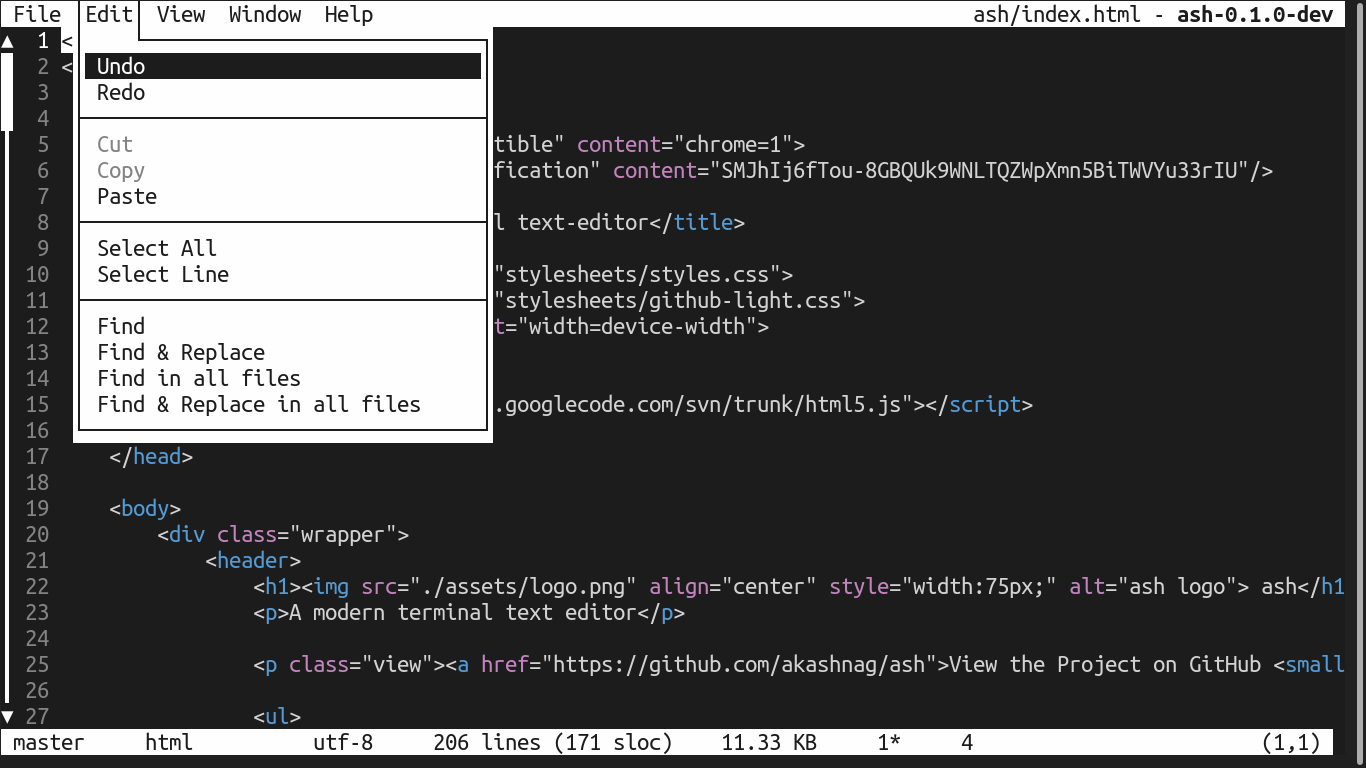 File Edit View Window Help ash/index.html - ash-0.1.0-dev
▲ 1 <
2 < Undo
3 Redo
4
5 Cut tible" content="chrome=1">
6 Copy fication" content="SMJhIj6fTou-8GBQUk9WNLTQZWpXmn5BiTWVYu33rIU"/>
7 Paste
8 l text-editor</title>
9 Select All
10 Select Line "stylesheets/styles.css">
11 "stylesheets/github-light.css">
12 Find t="width=device-width">
13 Find & Replace
14 Find in all files
15 Find & Replace in all files .googlecode.com/svn/trunk/html5.js"></script>
16
17 </head>
18
19 <body>
20 <div class="wrapper">
21 <header>
22 <h1><img src="./assets/logo.png" align="center" style="width:75px;" alt="ash logo"> ash</h1
23 <p>A modern terminal text editor</p>
24
25 <p class="view"><a href="https://github.com/akashnag/ash">View the Project on GitHub <small
26
▼ 27 <ul>
master html utf-8 206 lines (171 sloc) 11.33 KB 1* 4 (1,1)